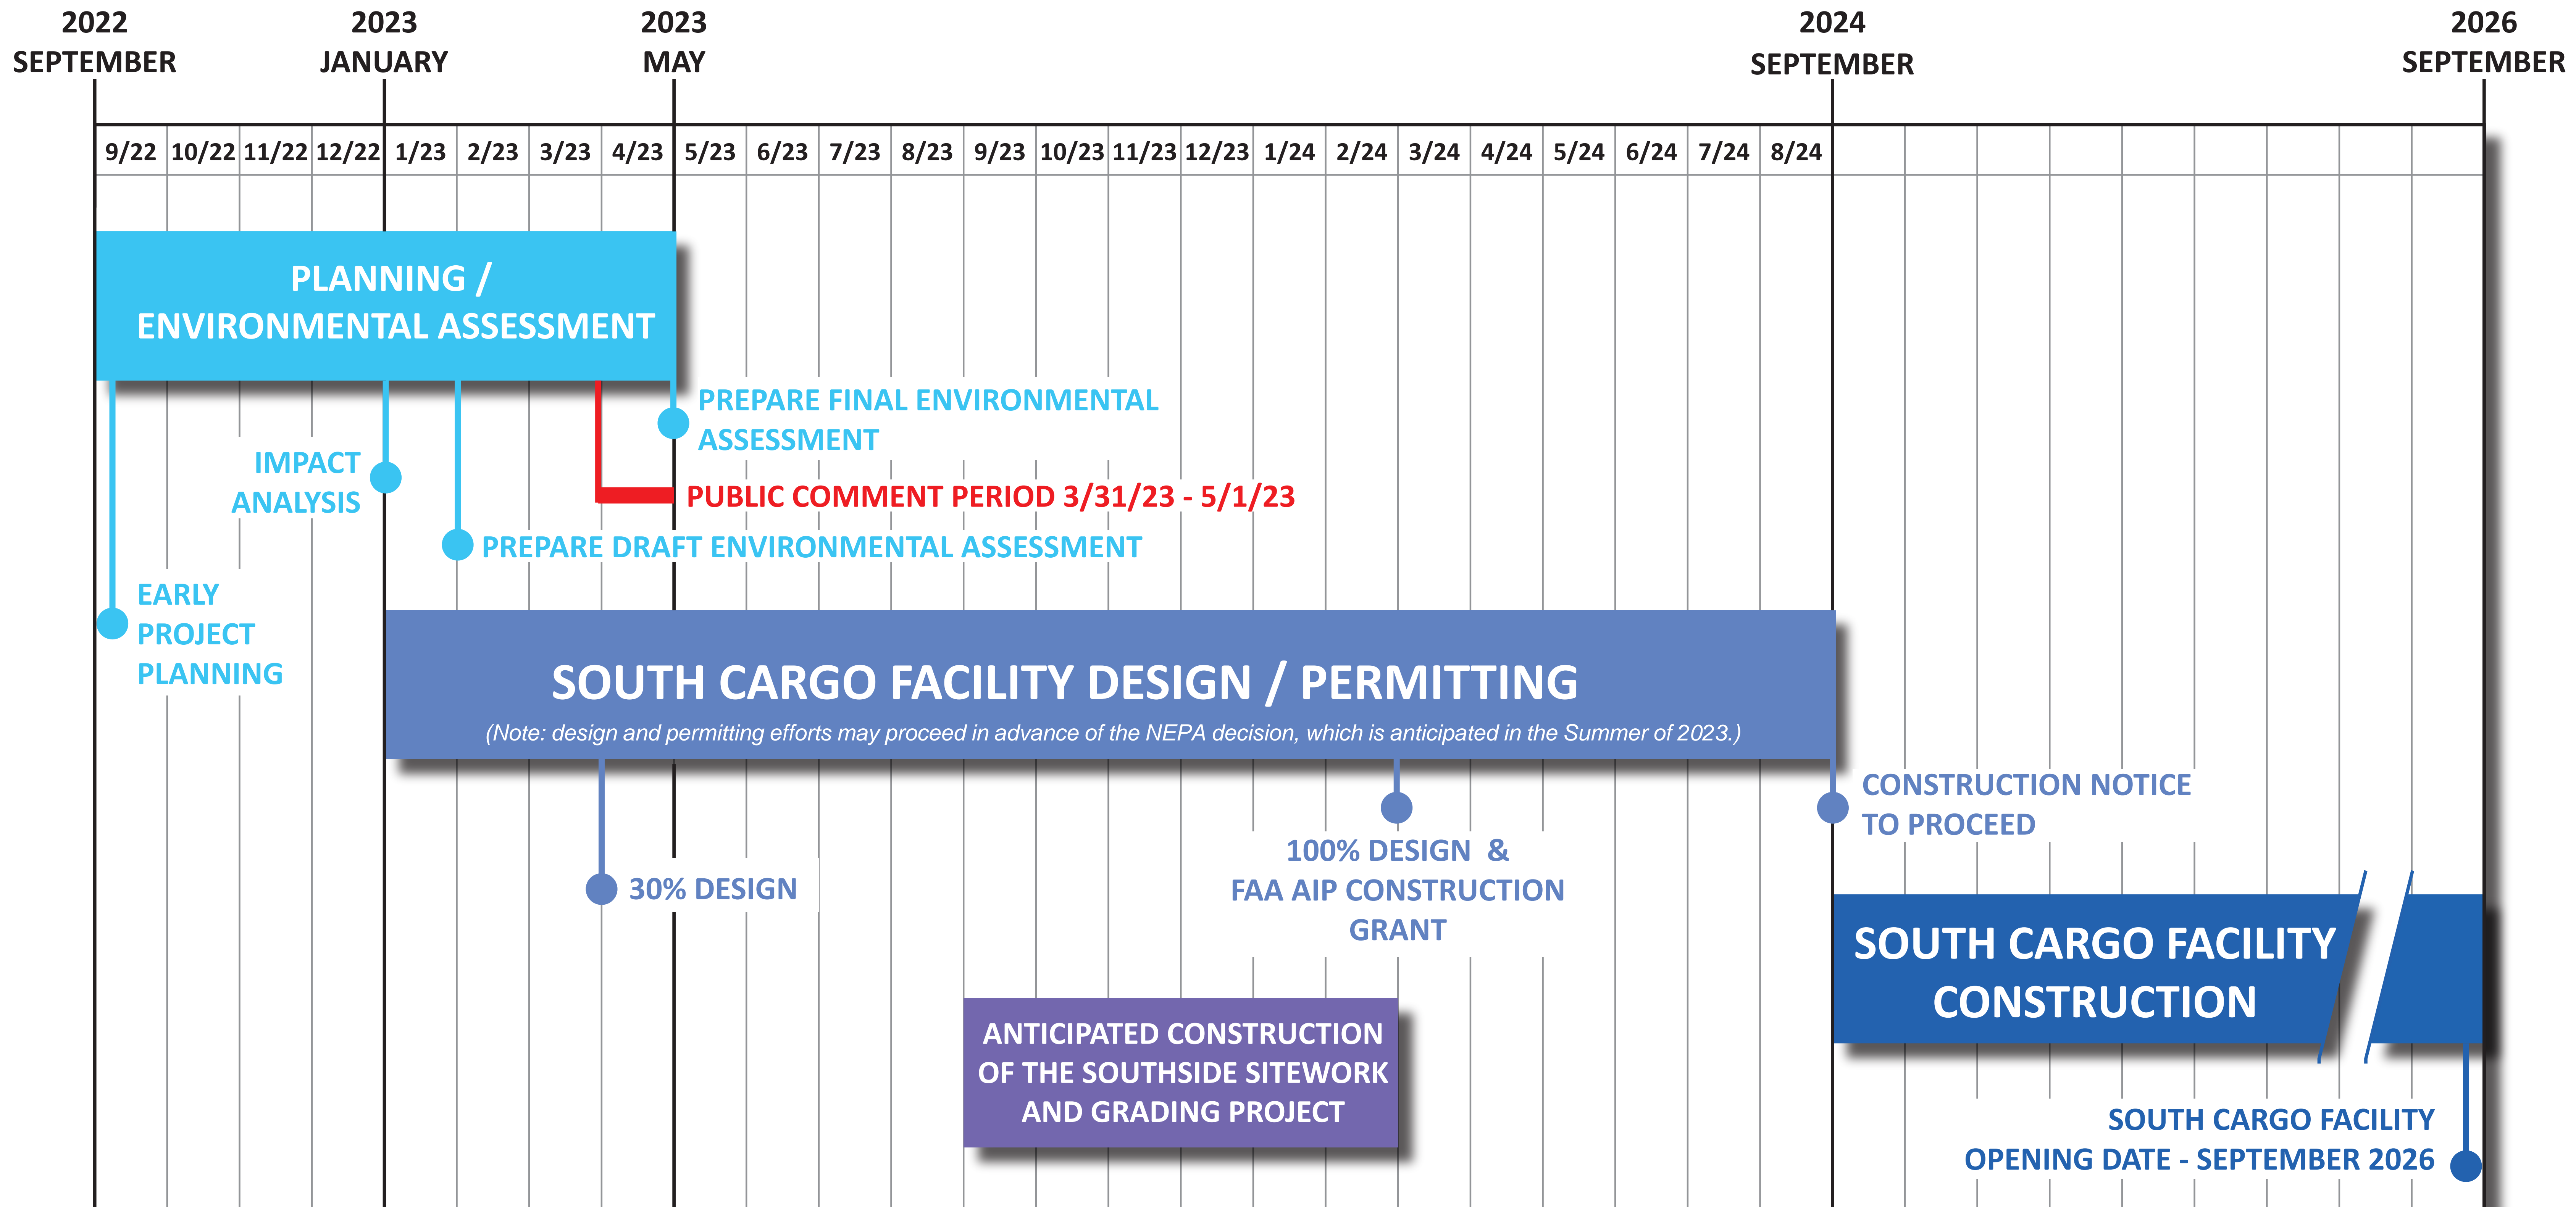 2022
SEPTEMBER
2023
JANUARY
2023
MAY
2024
SEPTEMBER
2026
SEPTEMBER
9/22 10/22 11/22 12/22 1/23 2/23 3/23 4/23 5/23 6/23 7/23 8/23 9/23 10/23 11/23 12/23 1/24 2/24 3/24 4/24 5/24 6/24 7/24 8/24
PLANNING /
ENVIRONMENTAL ASSESSMENT
PREPARE FINAL ENVIRONMENTAL
ASSESSMENT
IMPACT
ANALYSIS
PUBLIC COMMENT PERIOD 3/31/23 - 5/1/23
PREPARE DRAFT ENVIRONMENTAL ASSESSMENT
EARLY
PROJECT
PLANNING
SOUTH CARGO FACILITY DESIGN / PERMITTING
(Note: design and permitting efforts may proceed in advance of the NEPA decision, which is anticipated in the Summer of 2023.)
CONSTRUCTION NOTICE
TO PROCEED
30% DESIGN
100% DESIGN &
FAA AIP CONSTRUCTION
GRANT
SOUTH CARGO FACILITY
CONSTRUCTION
ANTICIPATED CONSTRUCTION
OF THE SOUTHSIDE SITEWORK
AND GRADING PROJECT
SOUTH CARGO FACILITY
OPENING DATE - SEPTEMBER 2026